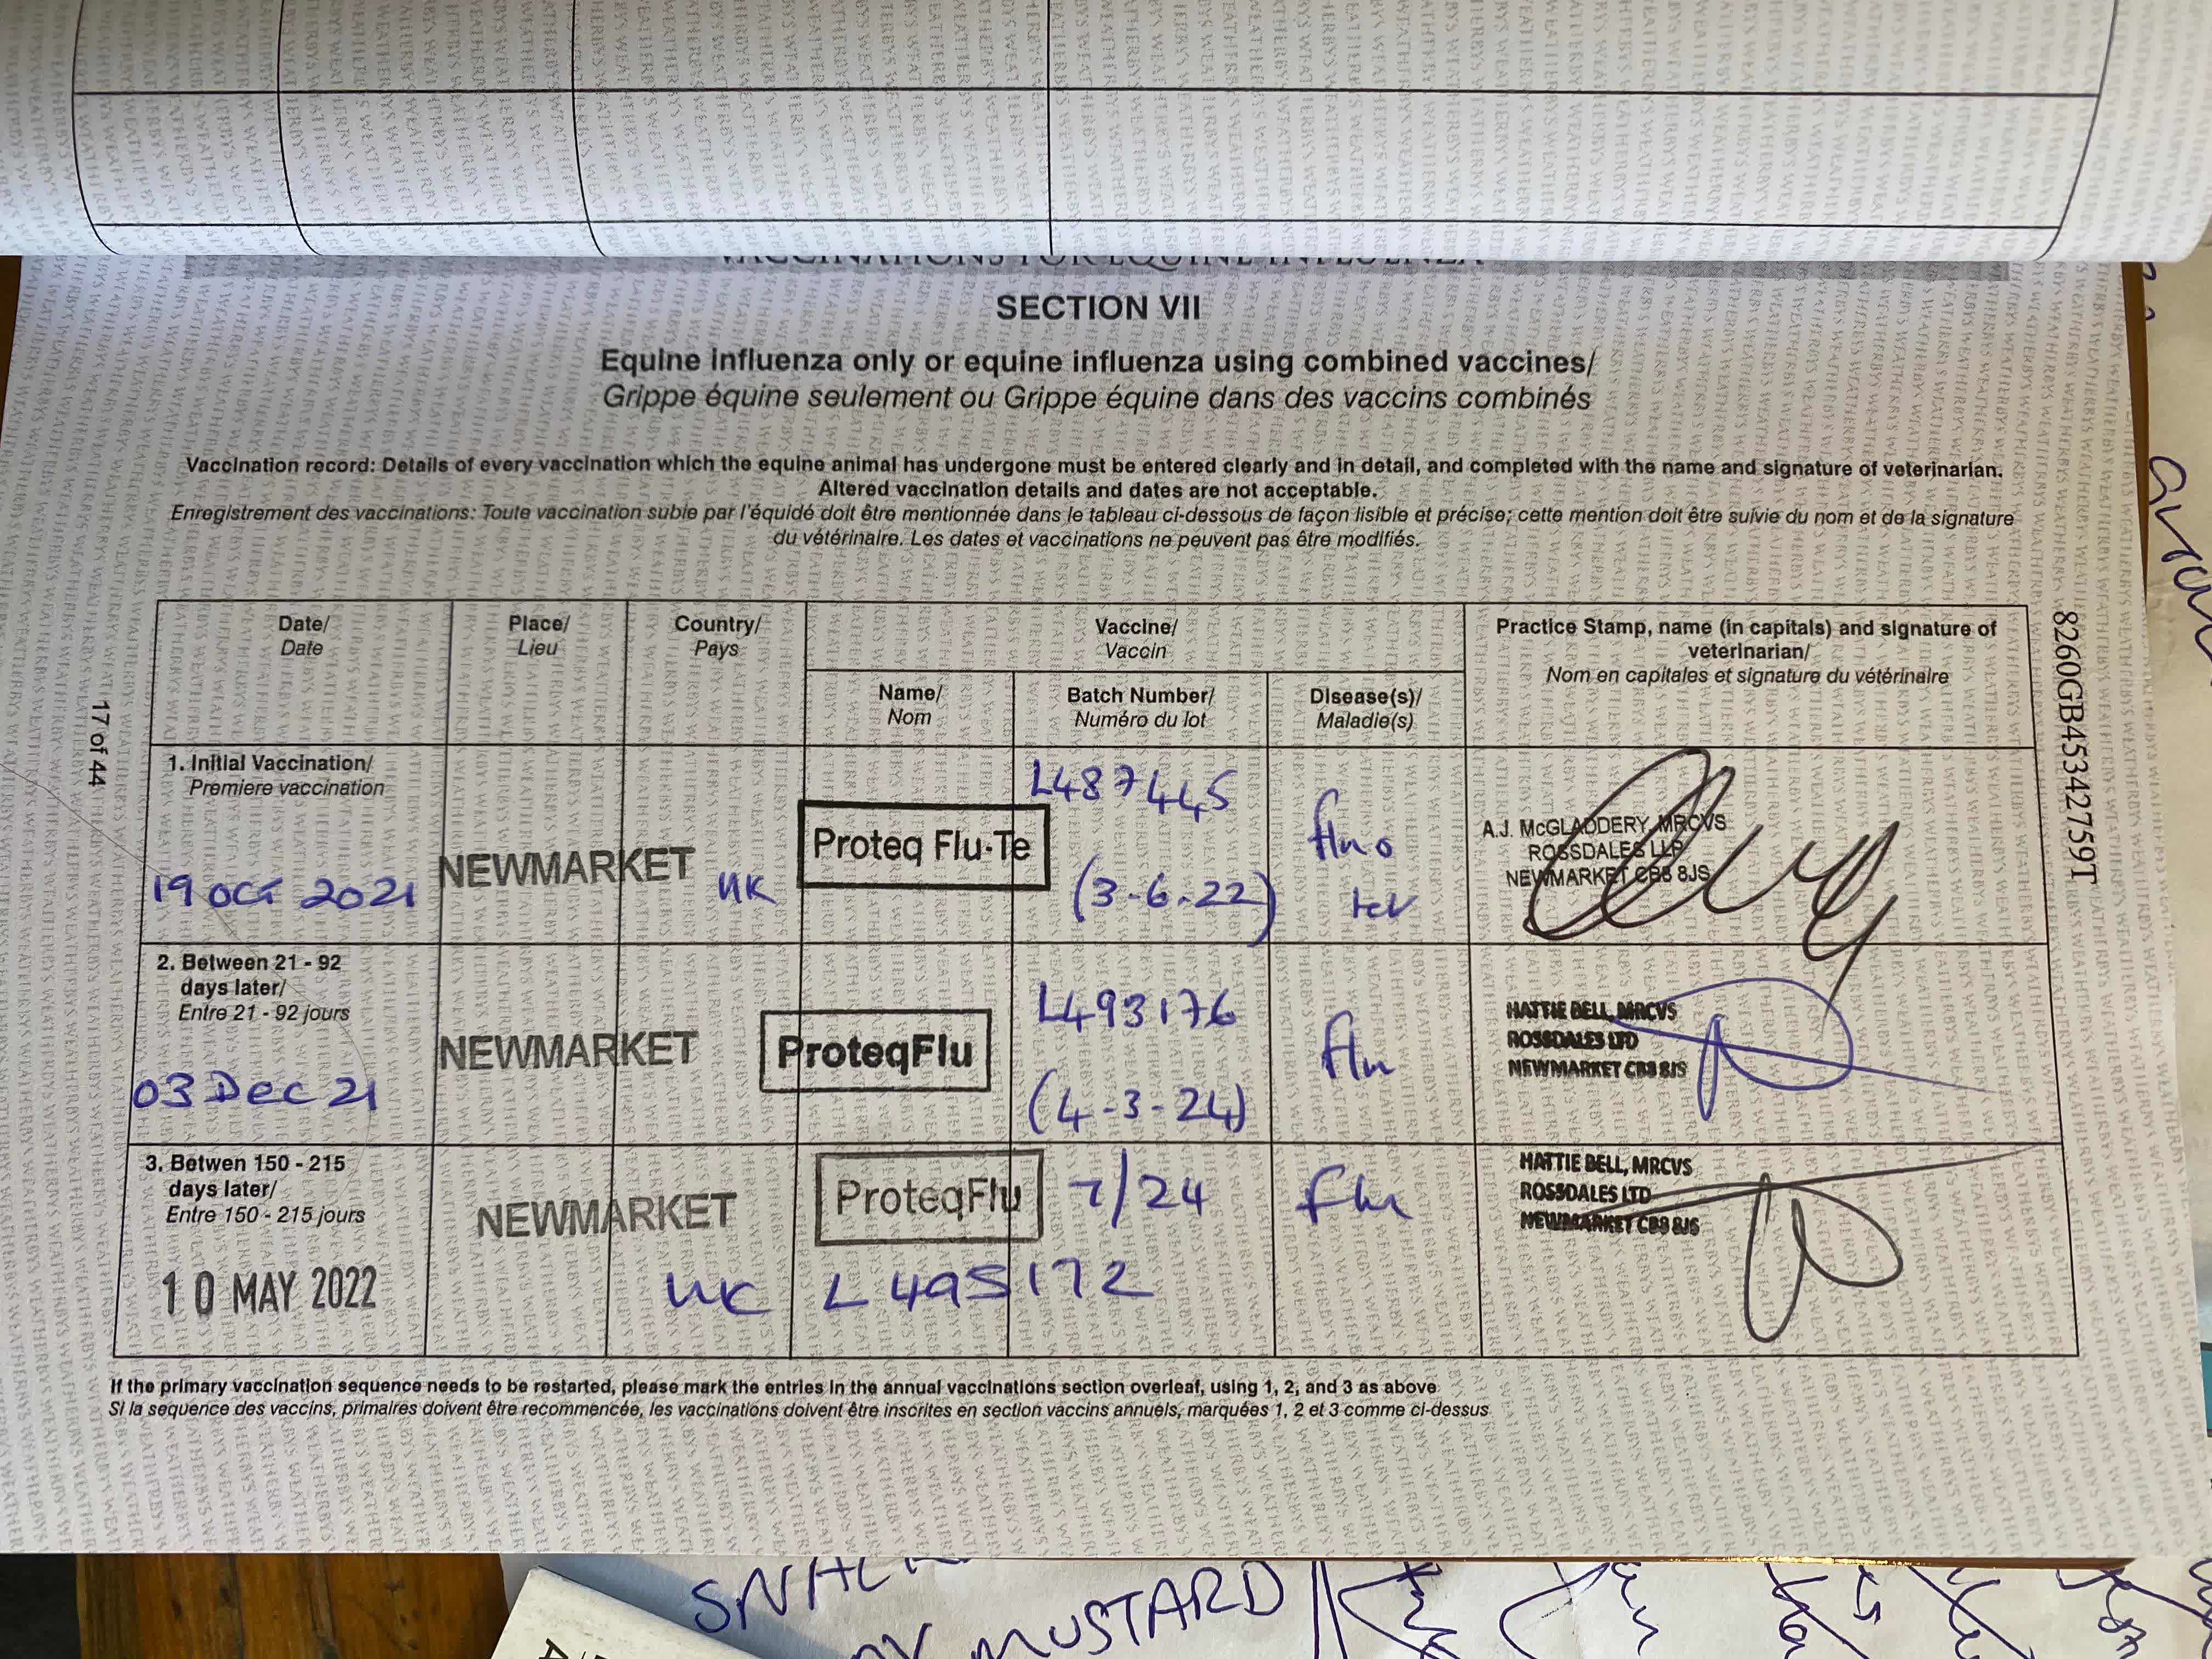 VACCINATIONS FOR EQUINE INFLUENZA
SECTION VII
Equine influenza only or equine influenza using combined vaccines/
Grippe équine seulement ou Grippe équine dans des vaccins combinés
Vaccination record: Details of every vaccination which the equine animal has undergone must be entered clearly and in detail, and completed with the name and signature of veterinarian.
Altered vaccination details and dates are not acceptable.
Enregistrement des vaccinations: Toute vaccination subie par l'équidé doit être mentionnée dans le tableau ci-dessous de façon lisible et précise; cette mention doit être suivie du nom et de la signature
du vétérinaire. Les dates et vaccinations ne peuvent pas être modifiés.
Date/
Date
Place/
Lieu
Country/
Pays
Vaccine/
Vaccin
Name/
Nom
Batch Number/
Numéro du lot
Disease(s)/
Maladie(s)
Practice Stamp, name (in capitals) and signature of
veterinarian/
Nom en capitales et signature du vétérinaire
1. Initial Vaccination/
Premiere vaccination
19 OCT 2021
NEWMARKET
UK
Proteq Flu-Te
L487445
(3-6-22)
flu
tet
A.J. McGLADDERY, MRCVS
ROSSDALES LLP
NEWMARKET CB8 8JS
2. Between 21 - 92
days later/
Entre 21 - 92 jours
03 Dec 21
NEWMARKET
ProteqFlu
L493176
(4-3-24)
flu
HATTIE BELL, MRCVS
ROSSDALES LTD
NEWMARKET CB8 8JS
3. Betwen 150 - 215
days later/
Entre 150 - 215 jours
10 MAY 2022
NEWMARKET
UK
ProteqFlu
7/24
L495172
Flu
HATTIE BELL, MRCVS
ROSSDALES LTD
NEWMARKET CB8 8JS
If the primary vaccination sequence needs to be restarted, please mark the entries in the annual vaccinations section overleaf, using 1, 2, and 3 as above
Si la sequence des vaccins, primaires doivent être recommencée, les vaccinations doivent être inscrites en section vaccins annuels, marquées 1, 2 et 3 comme ci-dessus
17 of 44
8260GB45342759T
MUSTARD